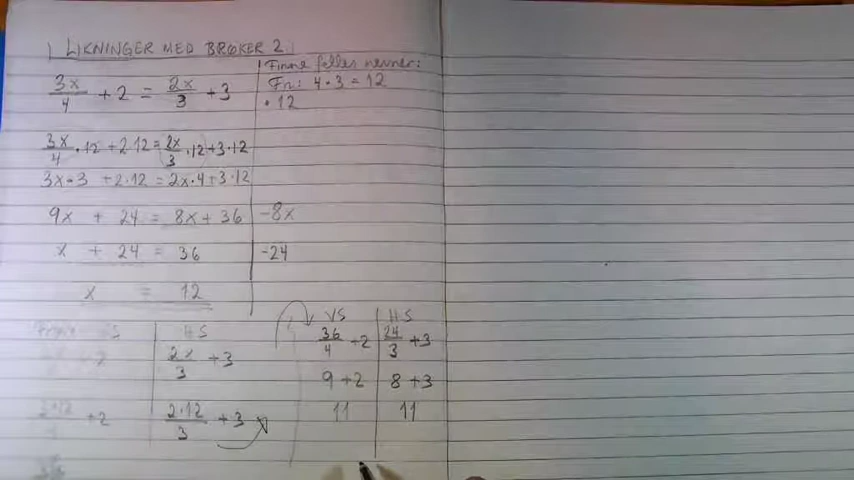 LIKNINGER MED BRØKER 2
Finne felles nevner:
3x/4 + 2 = 2x/3 + 3
Fn: 4 · 3 = 12
· 12
3x/4 · 12 + 2·12 = 2x/3 · 12 + 3·12
3x·3 + 2·12 = 2x·4 + 3·12
9x + 24 = 8x + 36 | -8x
x + 24 = 36 | -24
x = 12
VS | HS
36/4 + 2 | 24/3 + 3
9 + 2 | 8 + 3
11 | 11
HS
+ 2 | 2x/3 + 3
+ 2 | 2·12/3 + 3